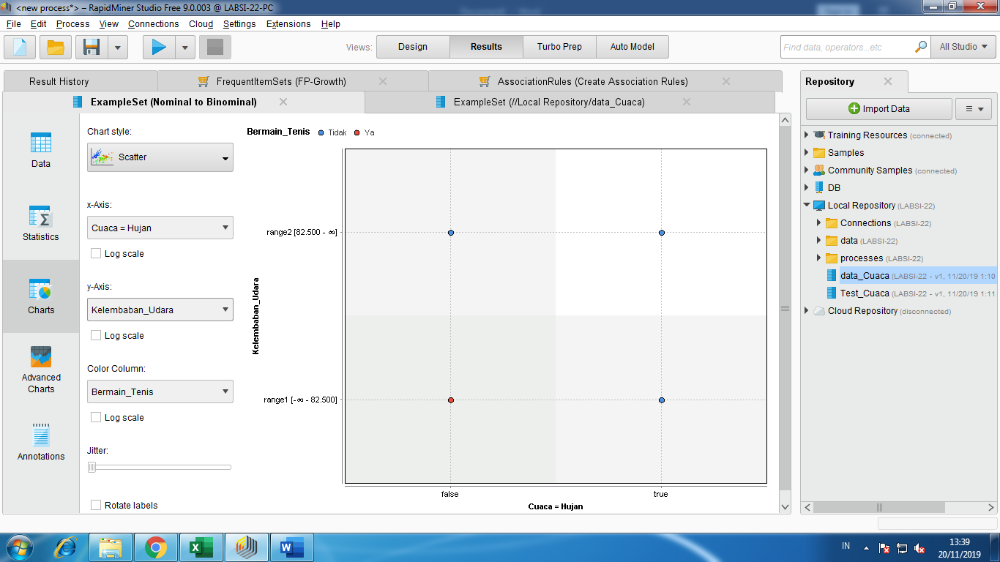 <new process*> – RapidMiner Studio Free 9.0.003 @ LABSI-22-PC
File Edit Process View Connections Cloud Settings Extensions Help
Views: Design Results Turbo Prep Auto Model
Find data, operators...etc
All Studio
Result History
FrequentItemSets (FP-Growth)
AssociationRules (Create Association Rules)
ExampleSet (Nominal to Binominal)
ExampleSet (//Local Repository/data_Cuaca)
Data
Statistics
Charts
Advanced
Charts
Annotations
Chart style:
Scatter
x-Axis:
Cuaca = Hujan
Log scale
y-Axis:
Kelembaban_Udara
Log scale
Color Column:
Bermain_Tenis
Log scale
Jitter:
Rotate labels
Bermain_Tenis Tidak Ya
Kelembaban_Udara
range2 [82.500 - ∞]
range1 [-∞ - 82.500]
false true
Cuaca = Hujan
Repository
Import Data
Training Resources (connected)
Samples
Community Samples (connected)
DB
Local Repository (LABSI-22)
Connections (LABSI-22)
data (LABSI-22)
processes (LABSI-22)
data_Cuaca (LABSI-22 - v1, 11/20/19 1:10
Test_Cuaca (LABSI-22 - v1, 11/20/19 1:11
Cloud Repository (disconnected)
IN
13:39
20/11/2019